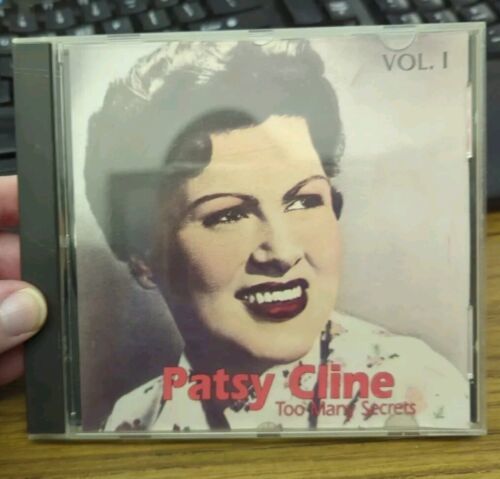 VOL. I
Patsy Cline
Too Many Secrets